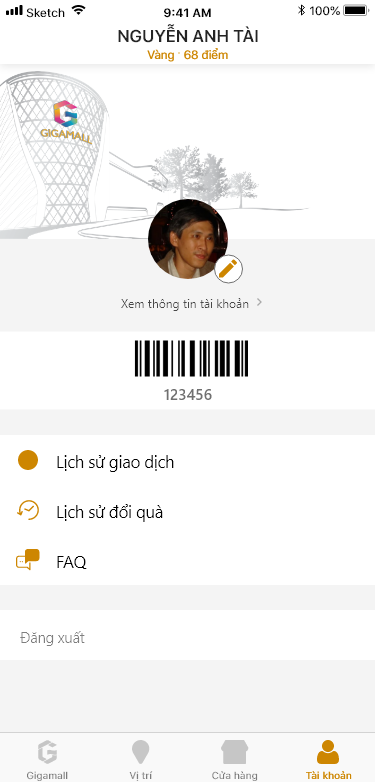 Sketch 9:41 AM 100%
NGUYỄN ANH TÀI
Vàng · 68 điểm
GIGAMALL
Xem thông tin tài khoản
123456
Lịch sử giao dịch
Lịch sử đổi quà
FAQ
Đăng xuất
Gigamall Vị trí Cửa hàng Tài khoản